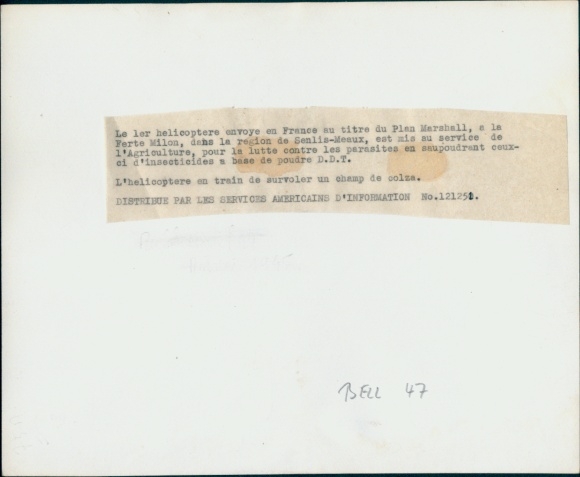 Le 1er helicoptere envoye en France au titre du Plan Marshall, a la
Ferte Milon, dans la region de Senlis-Meaux, est mis au service de
l'Agriculture, pour la lutte contre les parasites en saupoudrant ceux-
ci d'insecticides a base de poudre D.D.T.
L'helicoptere en train de survoler un champ de colza.
DISTRIBUE PAR LES SERVICES AMERICAINS D'INFORMATION No.121251.
BELL 47